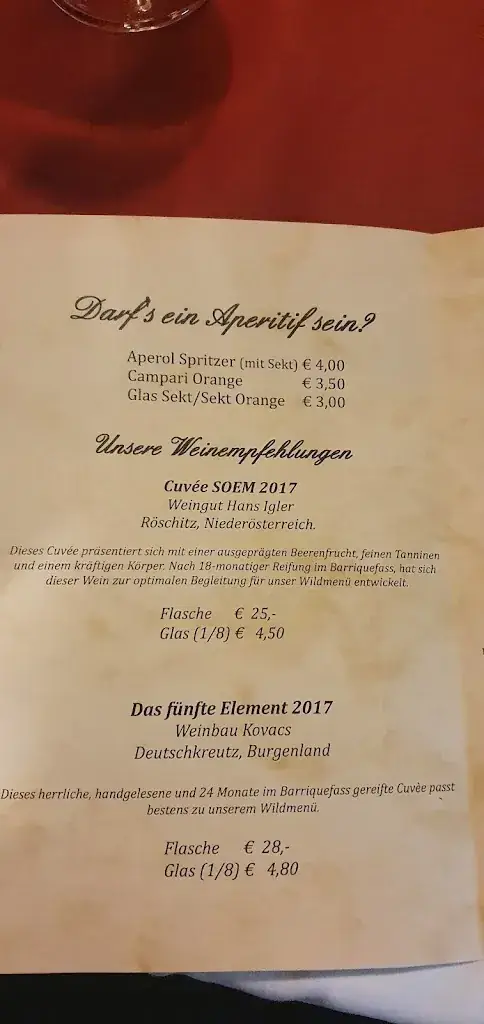 Darf's ein Aperitif sein?
Aperol Spritzer (mit Sekt) € 4,00
Campari Orange € 3,50
Glas Sekt/Sekt Orange € 3,00
Unsere Weinempfehlungen
Cuvée SOEM 2017
Weingut Hans Igler
Röschitz, Niederösterreich.
Dieses Cuvée präsentiert sich mit einer ausgeprägten Beerenfrucht, feinen Tanninen
und einem kräftigen Körper. Nach 18-monatiger Reifung im Barriquefass, hat sich
dieser Wein zur optimalen Begleitung für unser Wildmenü entwickelt.
Flasche € 25,-
Glas (1/8) € 4,50
Das fünfte Element 2017
Weinbau Kovacs
Deutschkreutz, Burgenland
Dieses herrliche, handgelesene und 24 Monate im Barriquefass gereifte Cuvèe passt
bestens zu unserem Wildmenü.
Flasche € 28,-
Glas (1/8) € 4,80